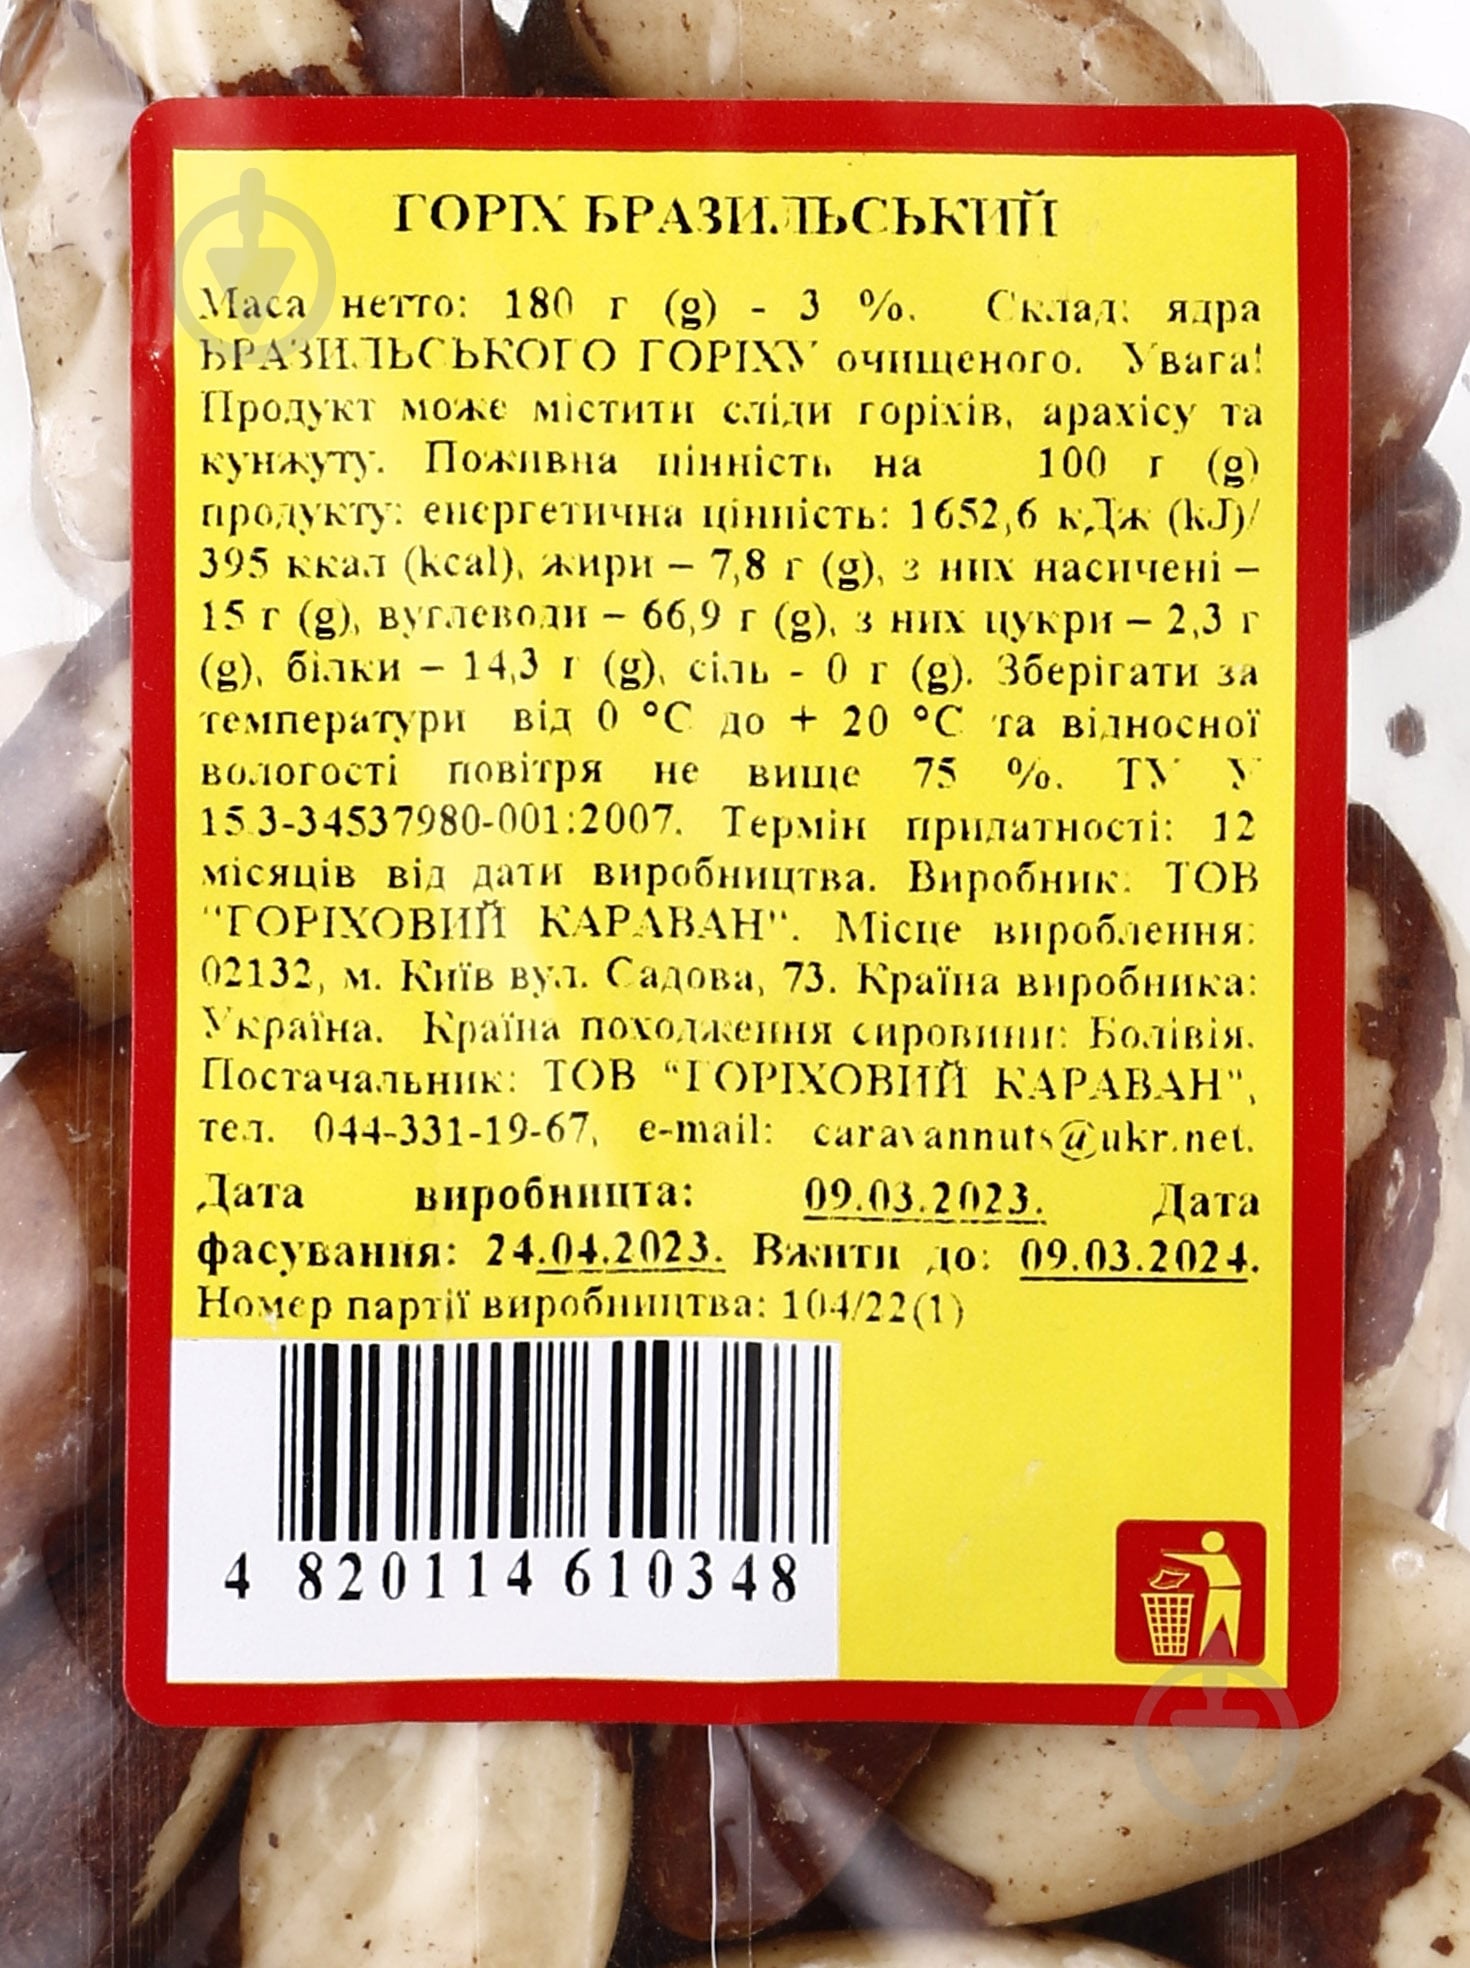 ГОРІХ БРАЗИЛЬСЬКИЙ
Маса нетто: 180 г (g) - 3 %. Склад: ядра
БРАЗИЛЬСЬКОГО ГОРІХУ очищеного. Увага!
Продукт може містити сліди горіхів, арахісу та
кунжуту. Поживна цінність на 100 г (g)
продукту: енергетична цінність: 1652,6 кДж (kJ)/
395 ккал (kcal), жири – 7,8 г (g), з них насичені –
15 г (g), вуглеводи – 66,9 г (g), з них цукри – 2,3 г
(g), білки – 14,3 г (g), сіль - 0 г (g). Зберігати за
температури від 0 °С до + 20 °С та відносної
вологості повітря не вище 75 %. ТУ У
15.3-34537980-001:2007. Термін придатності: 12
місяців від дати виробництва. Виробник: ТОВ
"ГОРІХОВИЙ КАРАВАН". Місце вироблення:
02132, м. Київ вул. Садова, 73. Країна виробника:
Україна. Країна походження сировини: Болівія.
Постачальник: ТОВ “ГОРІХОВИЙ КАРАВАН",
тел. 044-331-19-67, e-mail: caravannuts@ukr.net.
Дата виробницта: 09.03.2023. Дата
фасування: 24.04.2023. Вжити до: 09.03.2024.
Номер партії виробництва: 104/22(1)
4 820114 610348